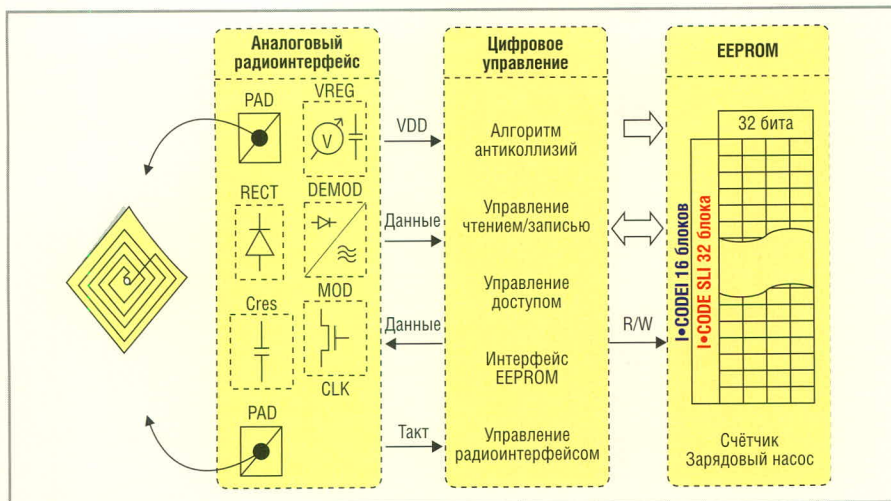 Аналоговый
радиоинтерфейс
PAD
VREG
V
RECT
DEMOD
Cres
MOD
CLK
PAD
VDD
Данные
Данные
Такт
Цифровое
управление
Алгоритм
антиколлизий
Управление
чтением/записью
Управление
доступом
Интерфейс
EEPROM
Управление
радиоинтерфейсом
R/W
EEPROM
32 бита
I•CODEI 16 блоков
I•CODE SLI 32 блока
Счётчик
Зарядовый насос